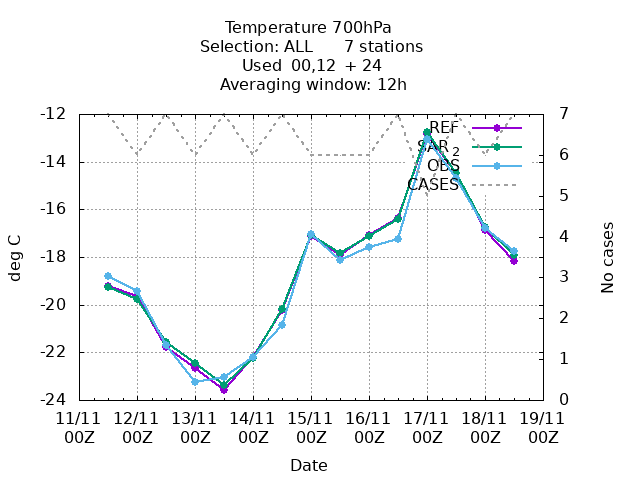 Temperature 700hPa
Selection: ALL 7 stations
Used 00,12 + 24
Averaging window: 12h
REF
SAR 2
OBS
CASES
-12
-14
-16
-18
-20
-22
-24
7
6
5
4
3
2
1
0
deg C
No cases
11/11 12/11 13/11 14/11 15/11 16/11 17/11 18/11 19/11
00Z 00Z 00Z 00Z 00Z 00Z 00Z 00Z 00Z
Date